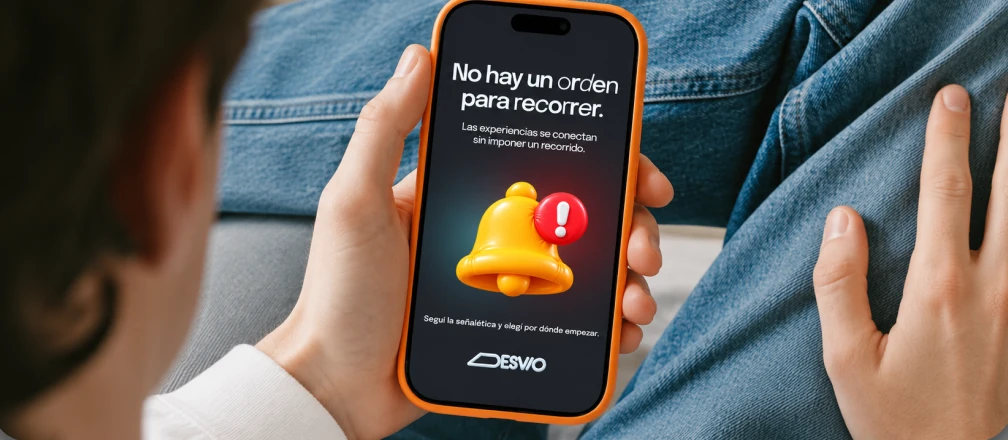 No hay un orden
para recorrer.
Las experiencias se conectan
sin imponer un recorrido.
Seguí la señalética y elegí por dónde empezar.
DESVIO